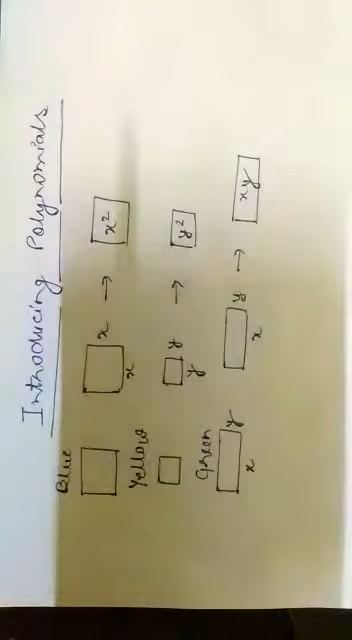 Introducing Polynomials
Blue
x
x → x²
Yellow
y
y → y²
Green
x
y
x
y → xy